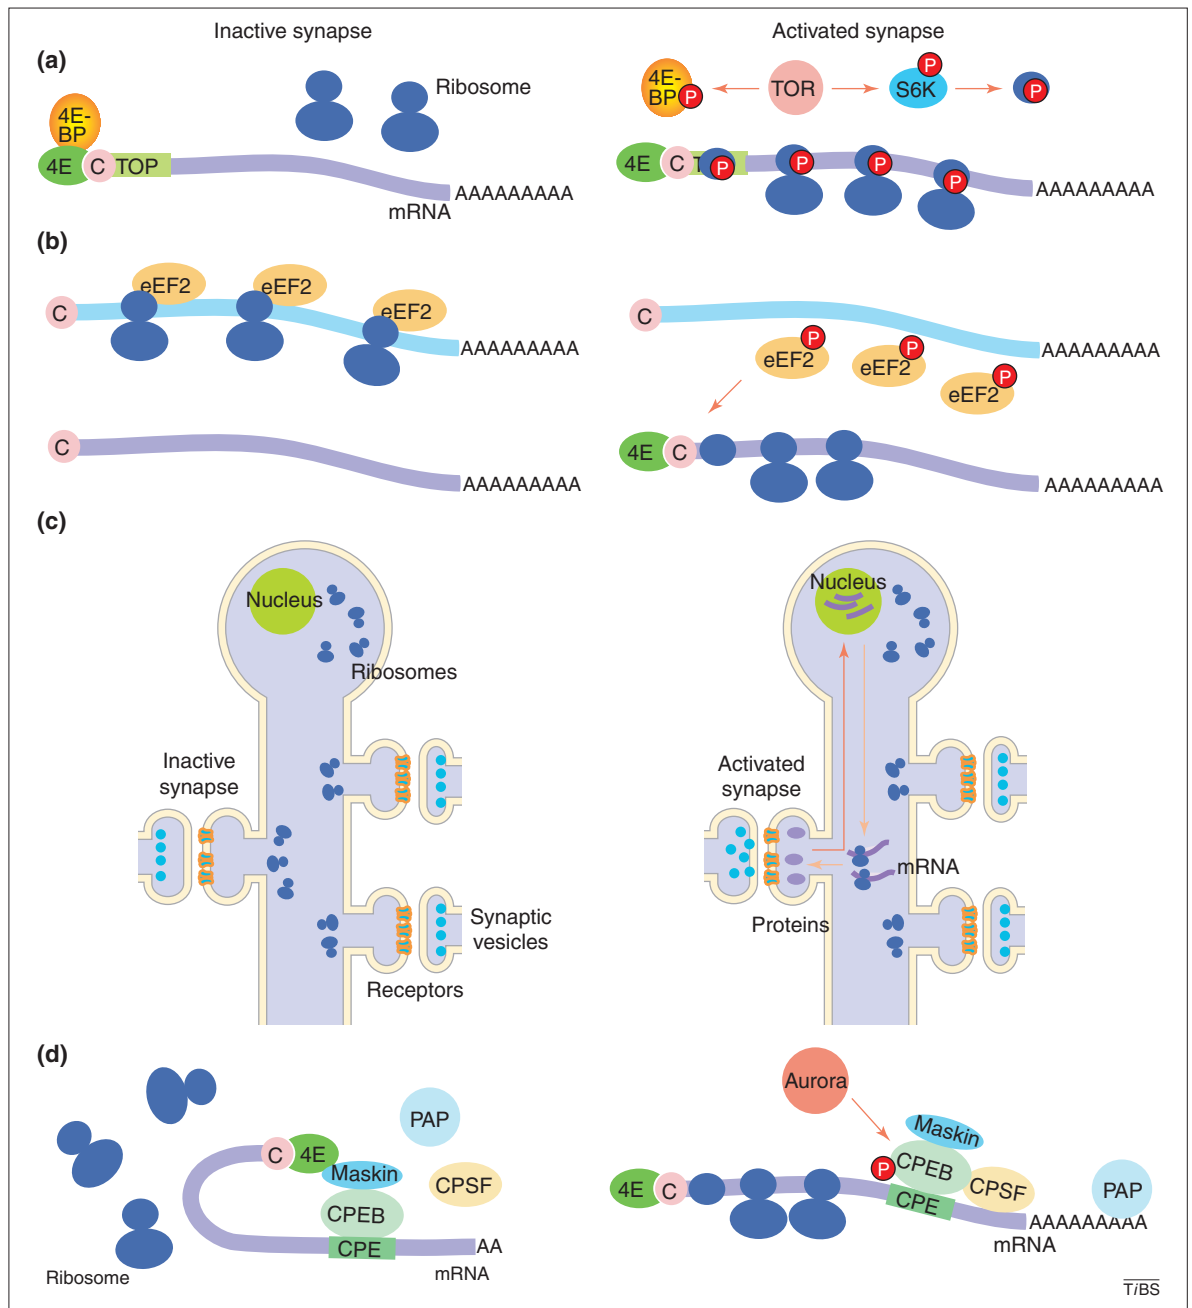 Inactive synapse
Activated synapse
(a)
4E-
BP
4E
C
TOP
Ribosome
mRNA
AAAAAAAAA
4E-
BP
P
TOR
P
S6K
P
4E
C
T
P
P
P
P
AAAAAAAAA
(b)
C
eEF2
eEF2
eEF2
AAAAAAAAA
C
AAAAAAAAA
C
AAAAAAAAA
P
eEF2
P
eEF2
P
eEF2
4E
C
AAAAAAAAA
(c)
Nucleus
Ribosomes
Inactive
synapse
Synaptic
vesicles
Receptors
Nucleus
Activated
synapse
mRNA
Proteins
(d)
C
4E
Maskin
CPEB
CPE
PAP
CPSF
AA
mRNA
Ribosome
Aurora
Maskin
P
CPEB
CPSF
CPE
PAP
4E
C
AAAAAAAAA
mRNA
TiBS